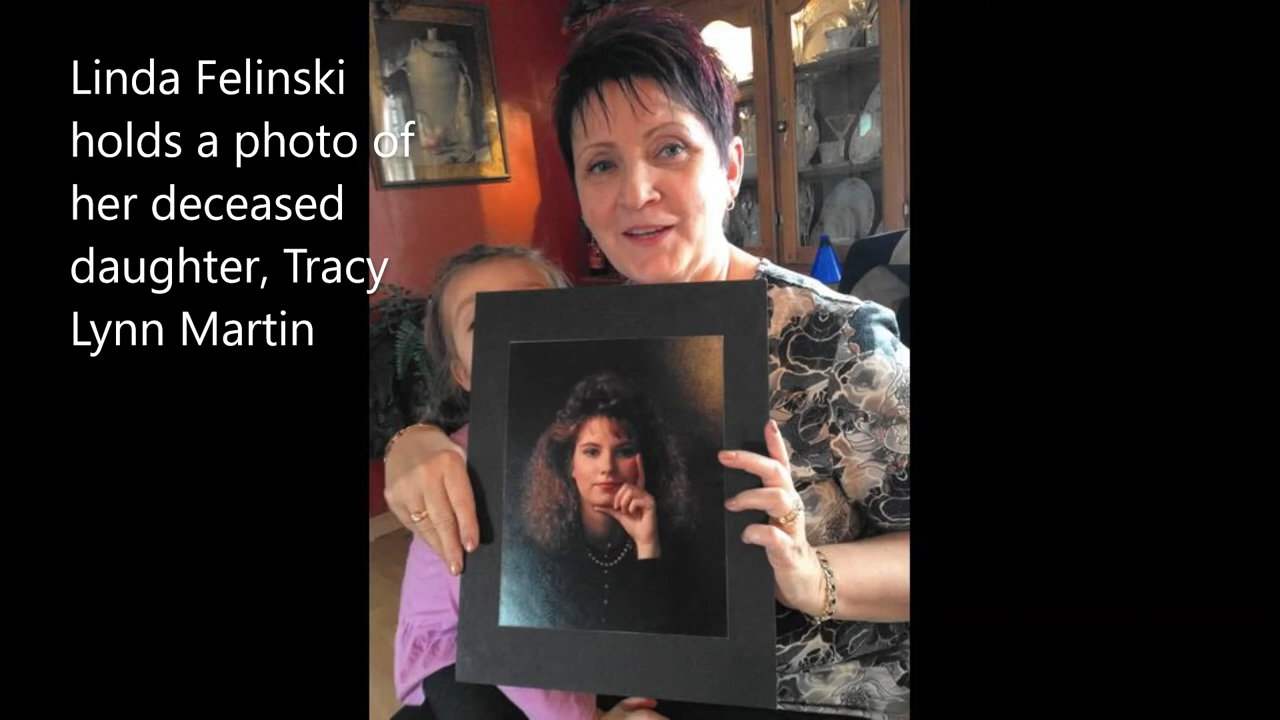 Linda Felinski
holds a photo of
her deceased
daughter, Tracy
Lynn Martin